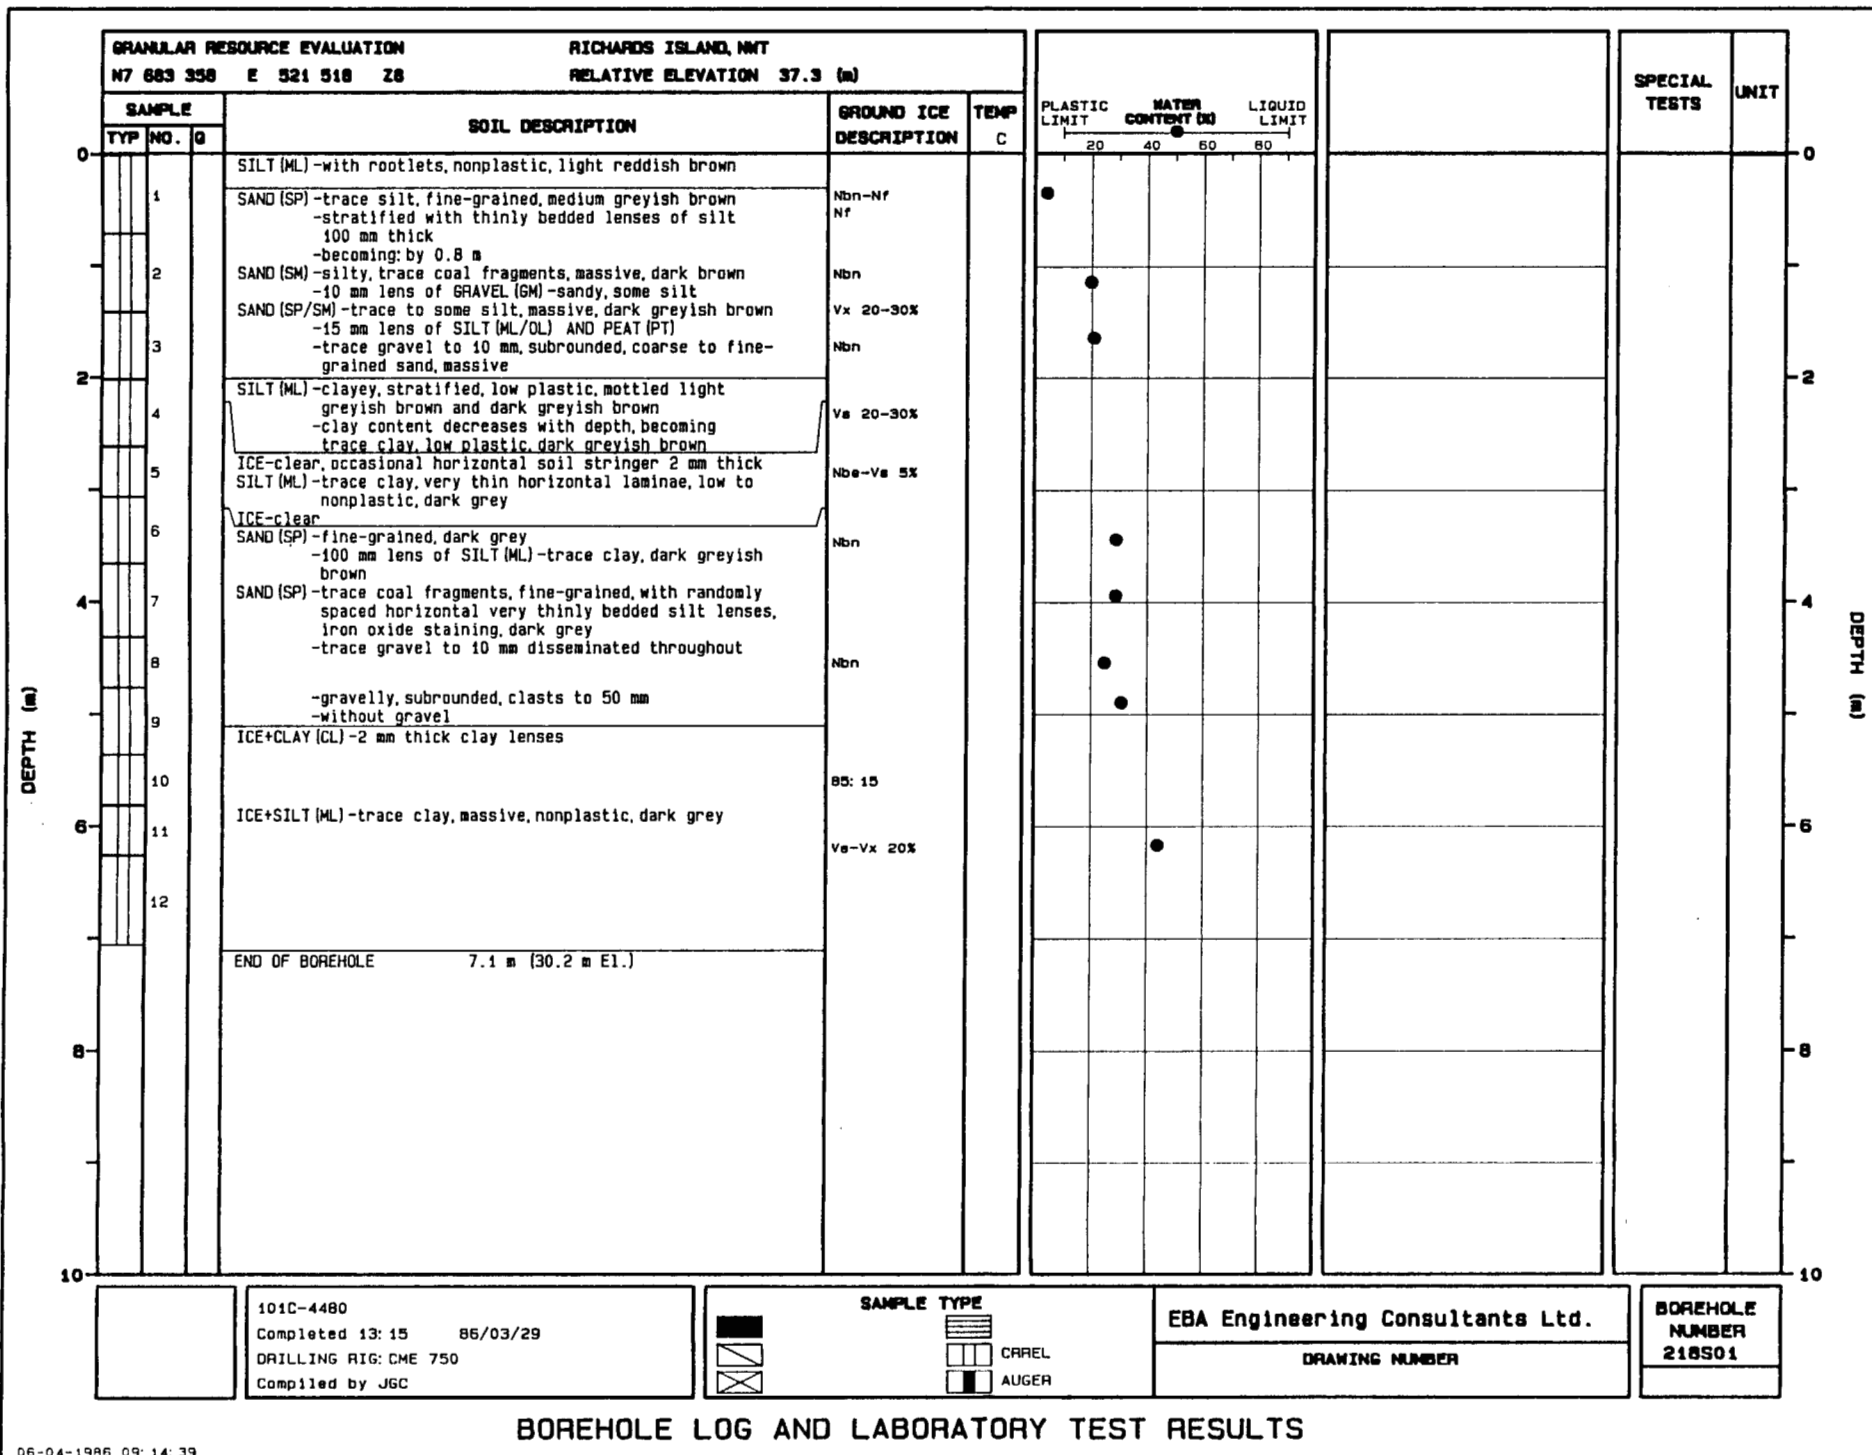 GRANULAR RESOURCE EVALUATION RICHARDS ISLAND, NWT
N7 683 358 E 521 518 Z8 RELATIVE ELEVATION 37.3 (m)
SAMPLE
TYP NO. Q
SOIL DESCRIPTION
GROUND ICE
DESCRIPTION
TEMP
C
PLASTIC
LIMIT
WATER
CONTENT (%)
LIQUID
LIMIT
20 40 60 80
SPECIAL
TESTS
UNIT
0
SILT (ML) -with rootlets, nonplastic, light reddish brown
0
1 SAND (SP) -trace silt, fine-grained, medium greyish brown Nbn-Nf
-stratified with thinly bedded lenses of silt Nf
100 mm thick
-becoming: by 0.8 m
2 SAND (SM) -silty, trace coal fragments, massive, dark brown Nbn
-10 mm lens of GRAVEL (GM) -sandy, some silt
SAND (SP/SM) -trace to some silt, massive, dark greyish brown Vx 20-30%
-15 mm lens of SILT (ML/OL) AND PEAT (PT)
3 -trace gravel to 10 mm, subrounded, coarse to fine- Nbn
grained sand, massive
2 2
SILT (ML) -clayey, stratified, low plastic, mottled light
4 greyish brown and dark greyish brown Vs 20-30%
-clay content decreases with depth, becoming
trace clay, low plastic, dark greyish brown
ICE-clear, occasional horizontal soil stringer 2 mm thick
5 SILT (ML) -trace clay, very thin horizontal laminae, low to Nbe-Vs 5%
nonplastic, dark grey
ICE-clear
6 SAND (SP) -fine-grained, dark grey Nbn
-100 mm lens of SILT (ML) -trace clay, dark greyish
brown
4 7 SAND (SP) -trace coal fragments, fine-grained, with randomly 4
spaced horizontal very thinly bedded silt lenses,
iron oxide staining, dark grey
-trace gravel to 10 mm disseminated throughout
8 Nbn
-gravelly, subrounded, clasts to 50 mm
9 -without gravel
ICE+CLAY (CL) -2 mm thick clay lenses
10 85: 15
ICE+SILT (ML) -trace clay, massive, nonplastic, dark grey
6 11 6
Vs-Vx 20%
12
END OF BOREHOLE 7.1 m (30.2 m El.)
8 8
10 10
DEPTH (m)
DEPTH (m)
101C-4480
Completed 13: 15 86/03/29
DRILLING RIG: CME 750
Compiled by JGC
SAMPLE TYPE
CRREL
AUGER
EBA Engineering Consultants Ltd.
DRAWING NUMBER
BOREHOLE
NUMBER
218S01
BOREHOLE LOG AND LABORATORY TEST RESULTS
06-04-1986 09: 14: 39